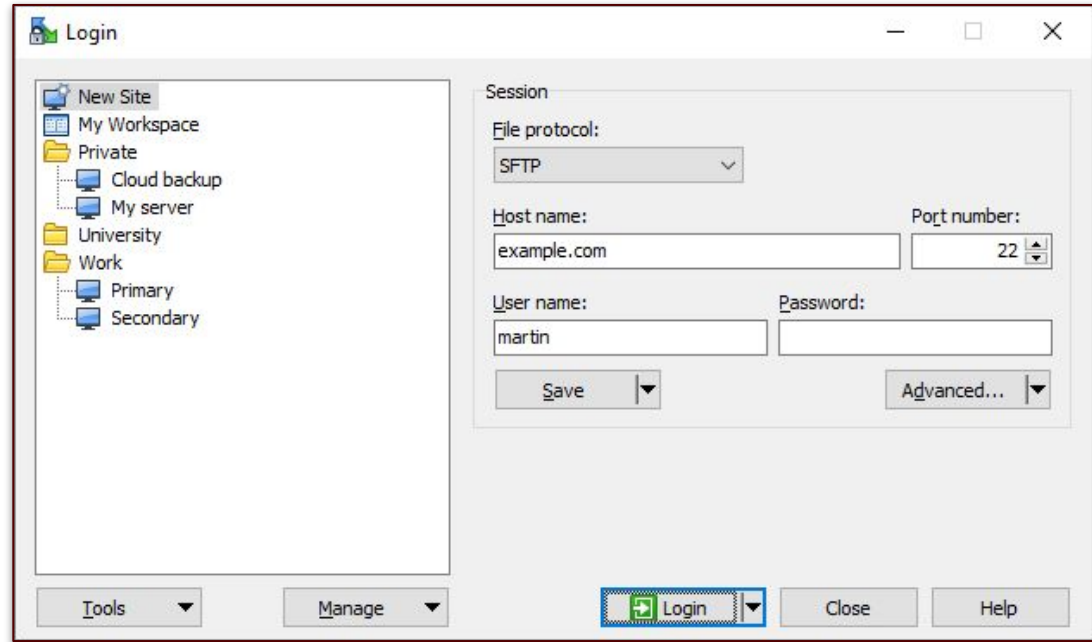 Login
New Site
My Workspace
Private
Cloud backup
My server
University
Work
Primary
Secondary
Session
File protocol:
SFTP
Host name:
Port number:
example.com
22
User name:
Password:
martin
Save
Advanced...
Tools
Manage
Login
Close
Help